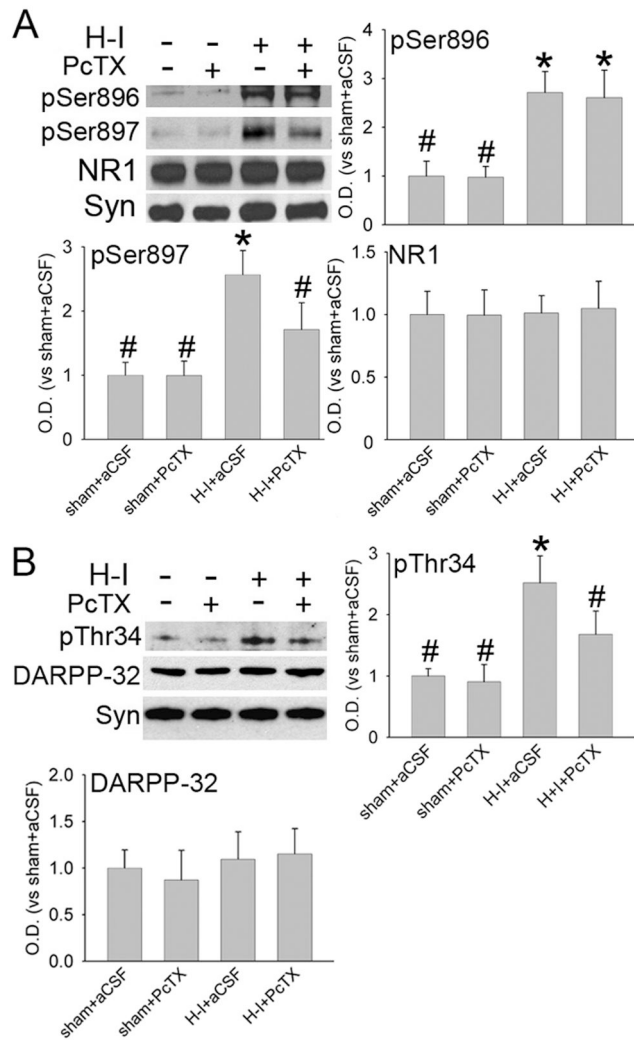 A
H-I - - + +
PcTX - + - +
pSer896
pSer897
NR1
Syn
pSer896
O.D. (vs sham+aCSF)
4
3
2
1
0
* *
# #
pSer897
O.D. (vs sham+aCSF)
3
2
1
0
*
#
# #
sham+aCSF
sham+PcTX
H-I+aCSF
H-I+PcTX
NR1
O.D. (vs sham+aCSF)
1.5
1.0
0.5
0.0
sham+aCSF
sham+PcTX
H-I+aCSF
H-I+PcTX
B
H-I - - + +
PcTX - + - +
pThr34
DARPP-32
Syn
pThr34
O.D. (vs sham+aCSF)
3
2
1
0
*
#
# #
sham+aCSF
sham+PcTX
H-I+aCSF
H+I+PcTX
DARPP-32
O.D. (vs sham+aCSF)
2.0
1.5
1.0
0.5
0.0
sham+aCSF
sham+PcTX
H-I+aCSF
H-I+PcTX